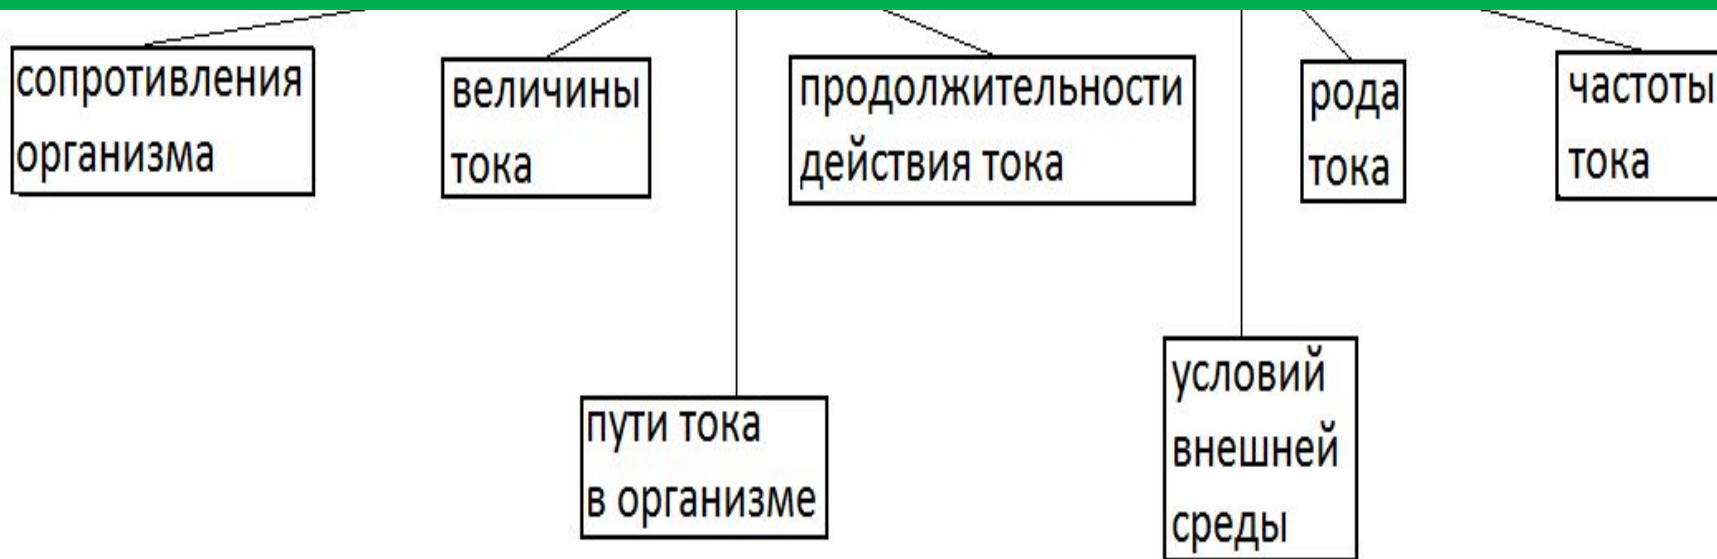 сопротивления
организма
величины
тока
продолжительности
действия тока
рода
тока
частоты
тока
пути тока
в организме
условий
внешней
среды